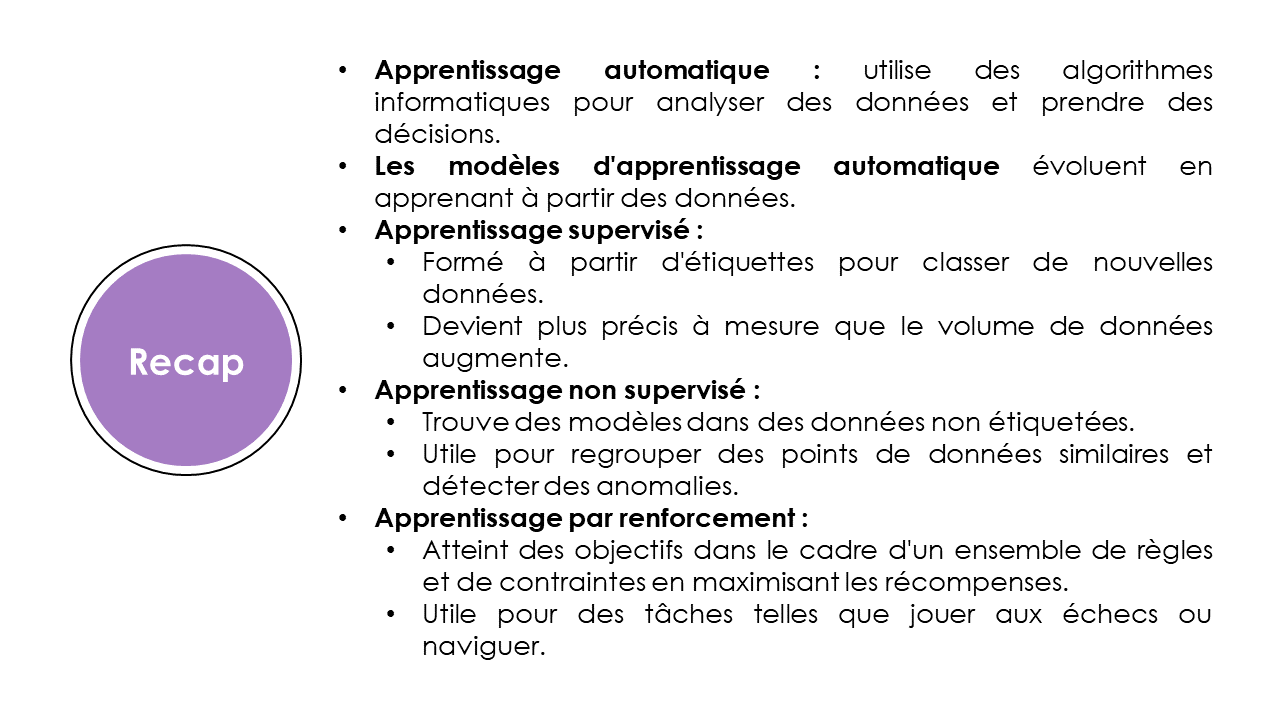 Recap
• Apprentissage automatique : utilise des algorithmes
informatiques pour analyser des données et prendre des
décisions.
• Les modèles d'apprentissage automatique évoluent en
apprenant à partir des données.
• Apprentissage supervisé :
• Formé à partir d'étiquettes pour classer de nouvelles
données.
• Devient plus précis à mesure que le volume de données
augmente.
• Apprentissage non supervisé :
• Trouve des modèles dans des données non étiquetées.
• Utile pour regrouper des points de données similaires et
détecter des anomalies.
• Apprentissage par renforcement :
• Atteint des objectifs dans le cadre d'un ensemble de règles
et de contraintes en maximisant les récompenses.
• Utile pour des tâches telles que jouer aux échecs ou
naviguer.